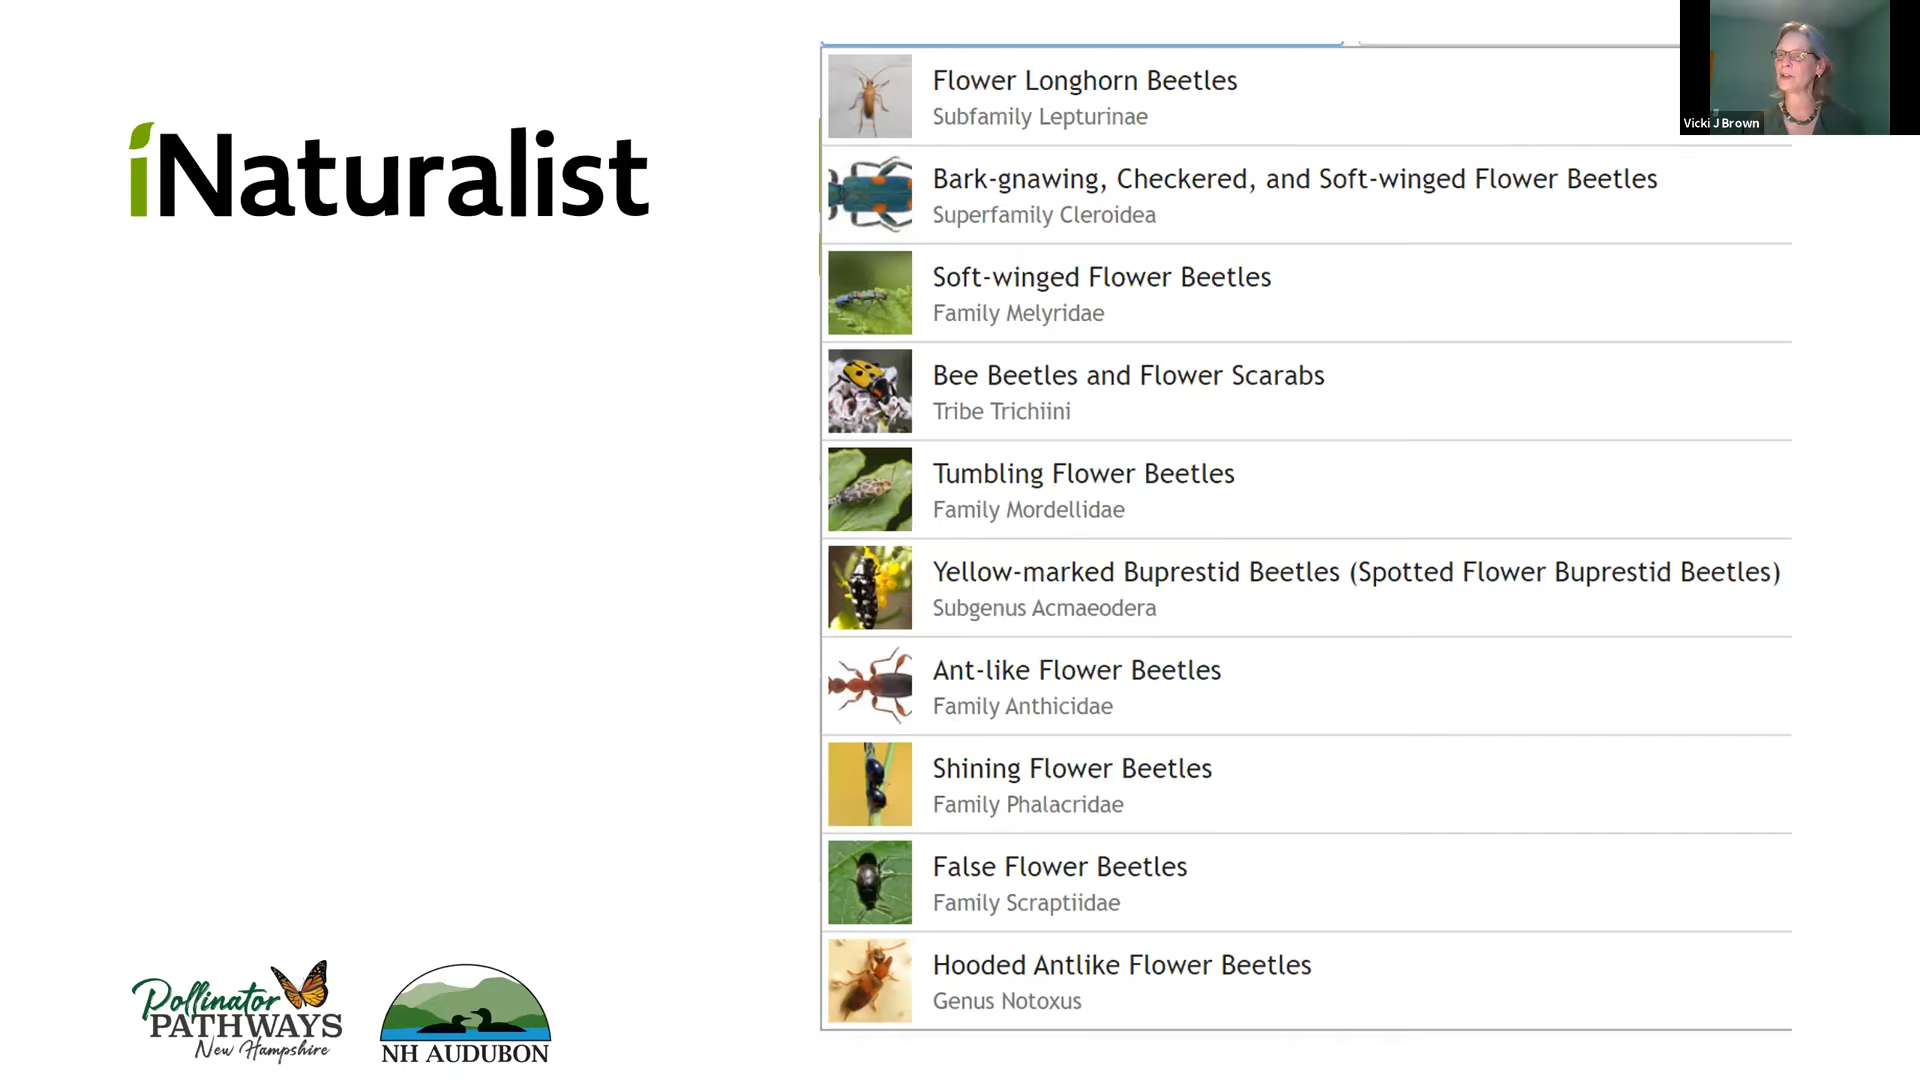 iNaturalist
Flower Longhorn Beetles
Subfamily Lepturinae
Bark-gnawing, Checkered, and Soft-winged Flower Beetles
Superfamily Cleroidea
Soft-winged Flower Beetles
Family Melyridae
Bee Beetles and Flower Scarabs
Tribe Trichiini
Tumbling Flower Beetles
Family Mordellidae
Yellow-marked Buprestid Beetles (Spotted Flower Buprestid Beetles)
Subgenus Acmaeodera
Ant-like Flower Beetles
Family Anthicidae
Shining Flower Beetles
Family Phalacridae
False Flower Beetles
Family Scraptiidae
Hooded Antlike Flower Beetles
Genus Notoxus
Vicki J Brown
Pollinator
PATHWAYS
New Hampshire
NH AUDUBON